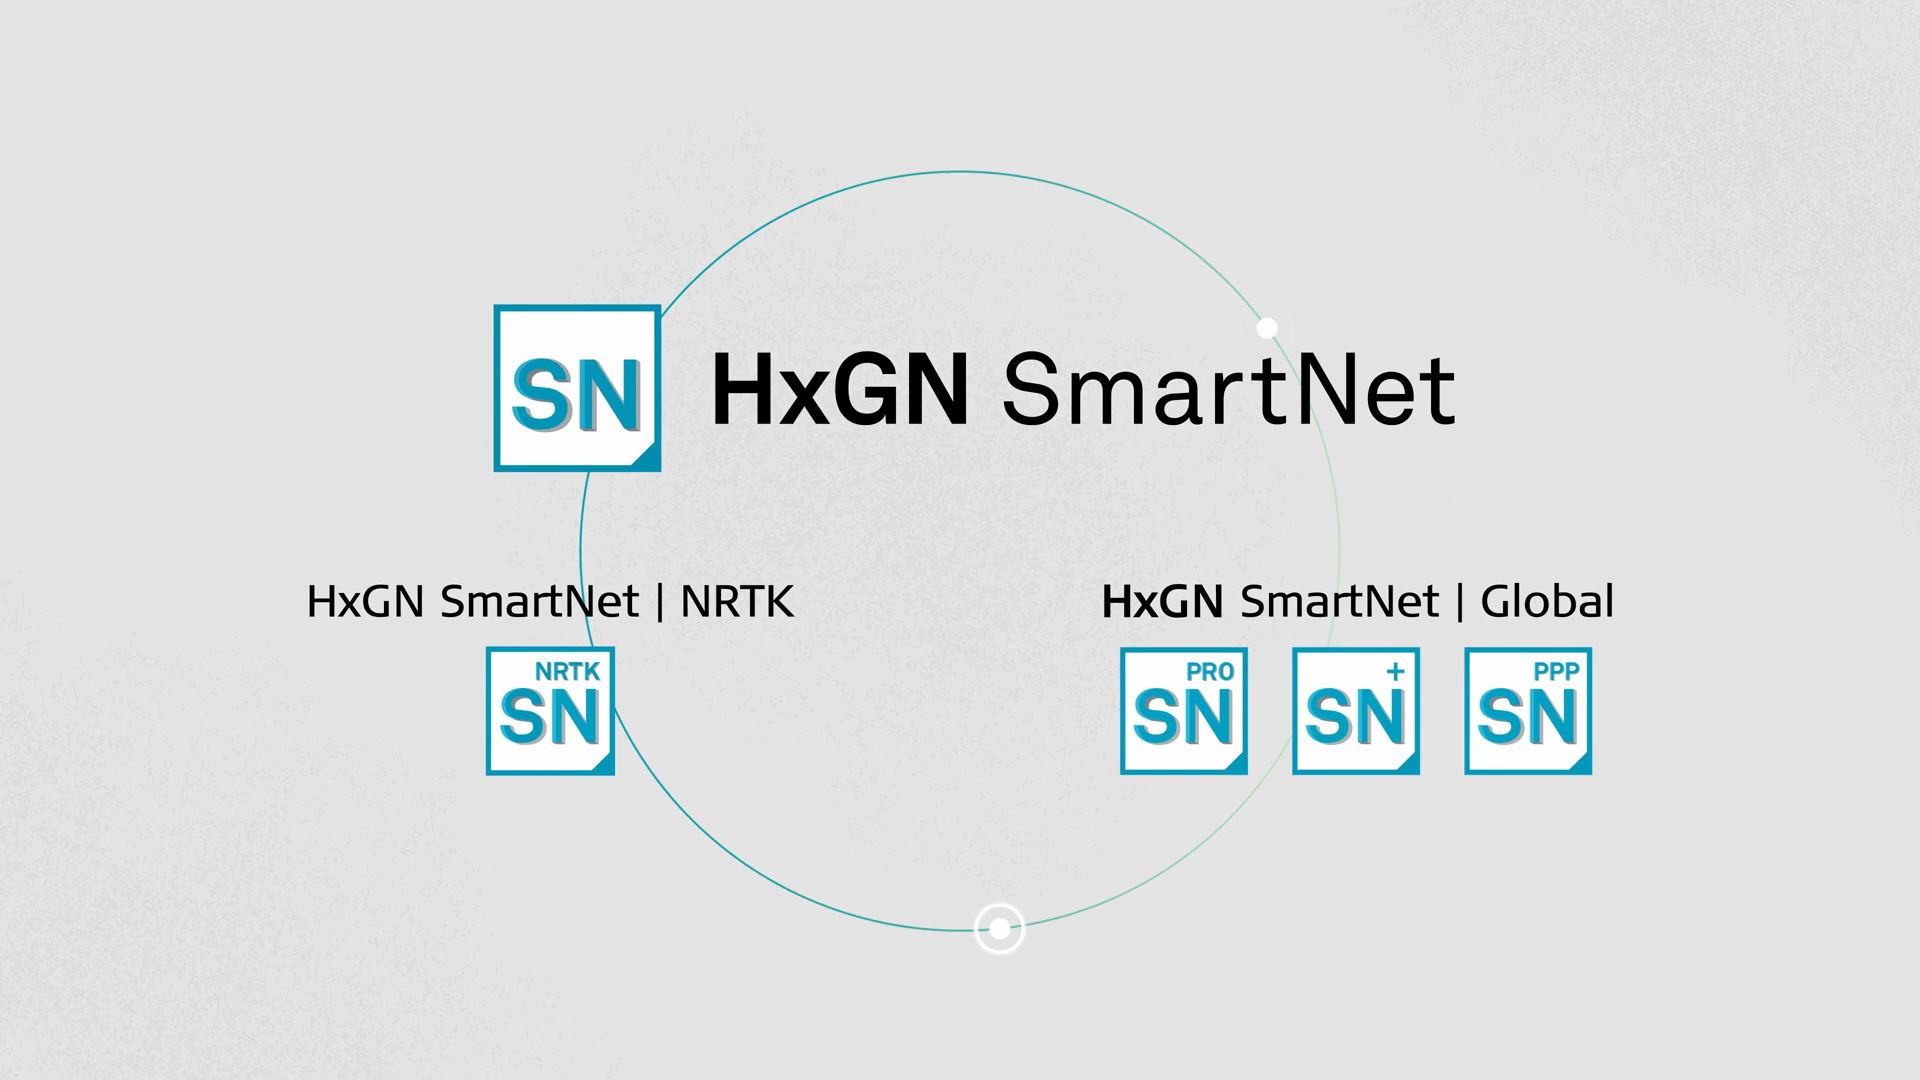 SN
HxGN SmartNet
HxGN SmartNet | NRTK
NRTK
SN
HxGN SmartNet | Global
PRO
SN
+
SN
PPP
SN